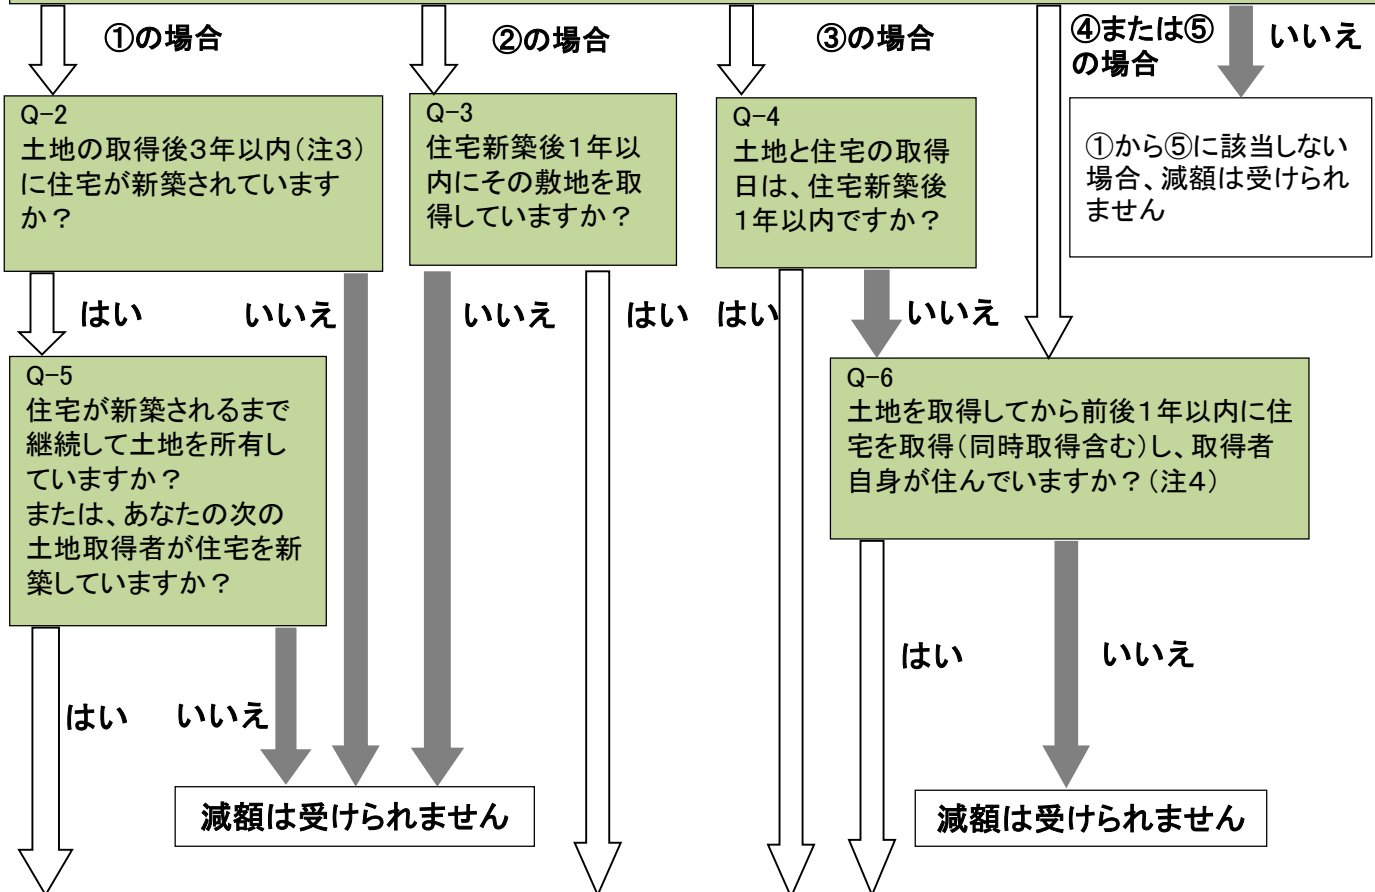 ①の場合
②の場合
③の場合
④または⑤
の場合
いいえ
Q-2
土地の取得後3年以内(注3)
に住宅が新築されています
か？
Q-3
住宅新築後1年以
内にその敷地を取
得していますか？
Q-4
土地と住宅の取得
日は、住宅新築後
1年以内ですか？
①から⑤に該当しない
場合、減額は受けられ
ません
はい
いいえ
いいえ
はい
はい
いいえ
Q-5
住宅が新築されるまで
継続して土地を所有し
ていますか？
または、あなたの次の
土地取得者が住宅を新
築していますか？
Q-6
土地を取得してから前後1年以内に住
宅を取得(同時取得含む)し、取得者
自身が住んでいますか？(注4)
はい
いいえ
はい
いいえ
減額は受けられません
減額は受けられません